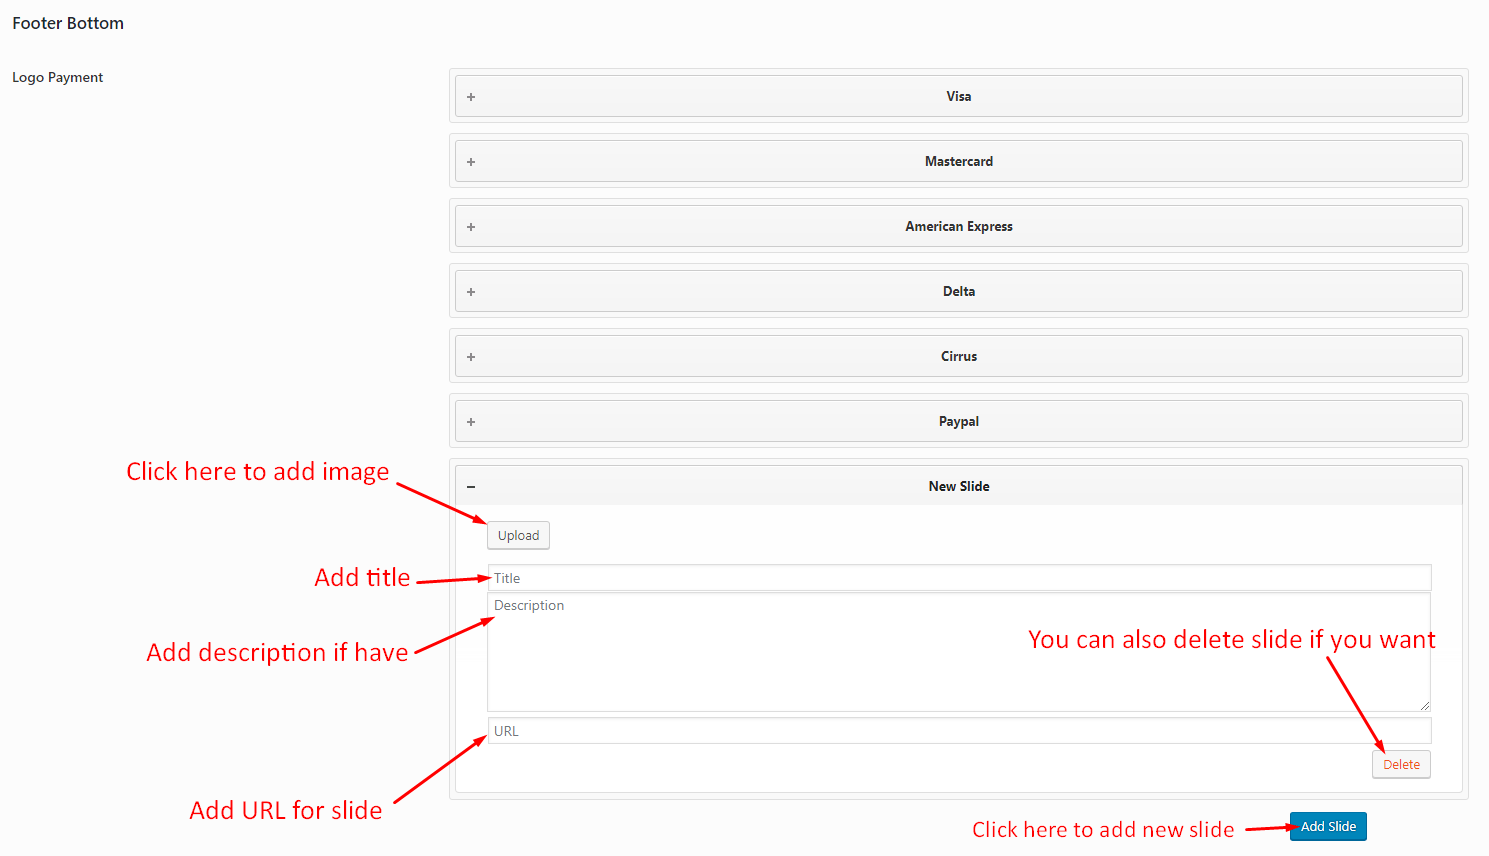 Footer Bottom
Logo Payment
Visa
Mastercard
American Express
Delta
Cirrus
Paypal
Click here to add image
New Slide
Upload
Add title
Title
Description
Add description if have
You can also delete slide if you want
URL
Delete
Add URL for slide
Click here to add new slide
Add Slide